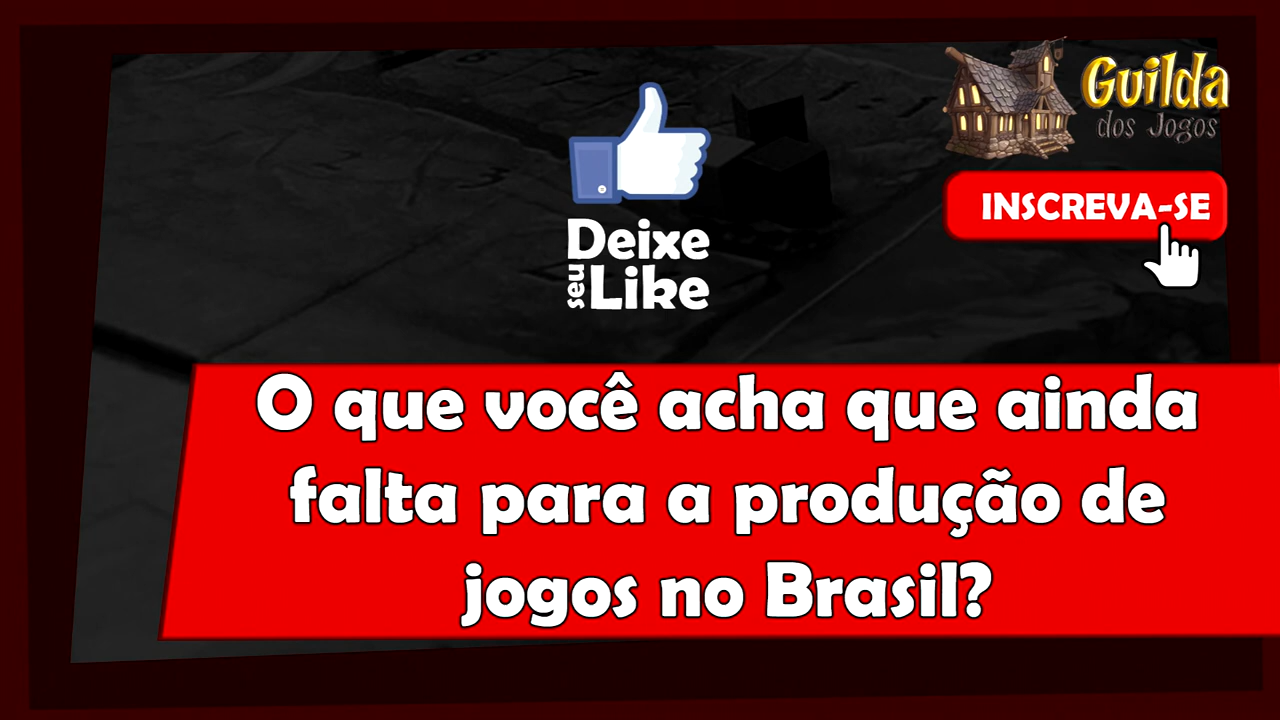 Guilda
dos Jogos
INSCREVA-SE
Deixe
seu Like
O que você acha que ainda
falta para a produção de
jogos no Brasil?